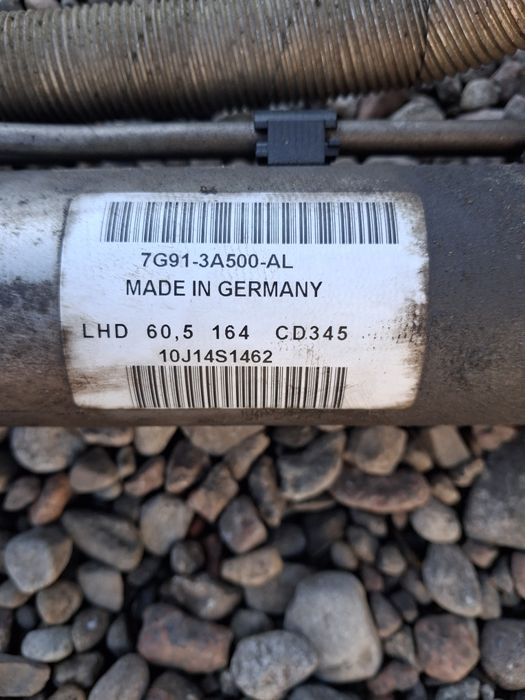 7G91-3A500-AL
MADE IN GERMANY
LHD 60,5 164 CD345
10J14S1462